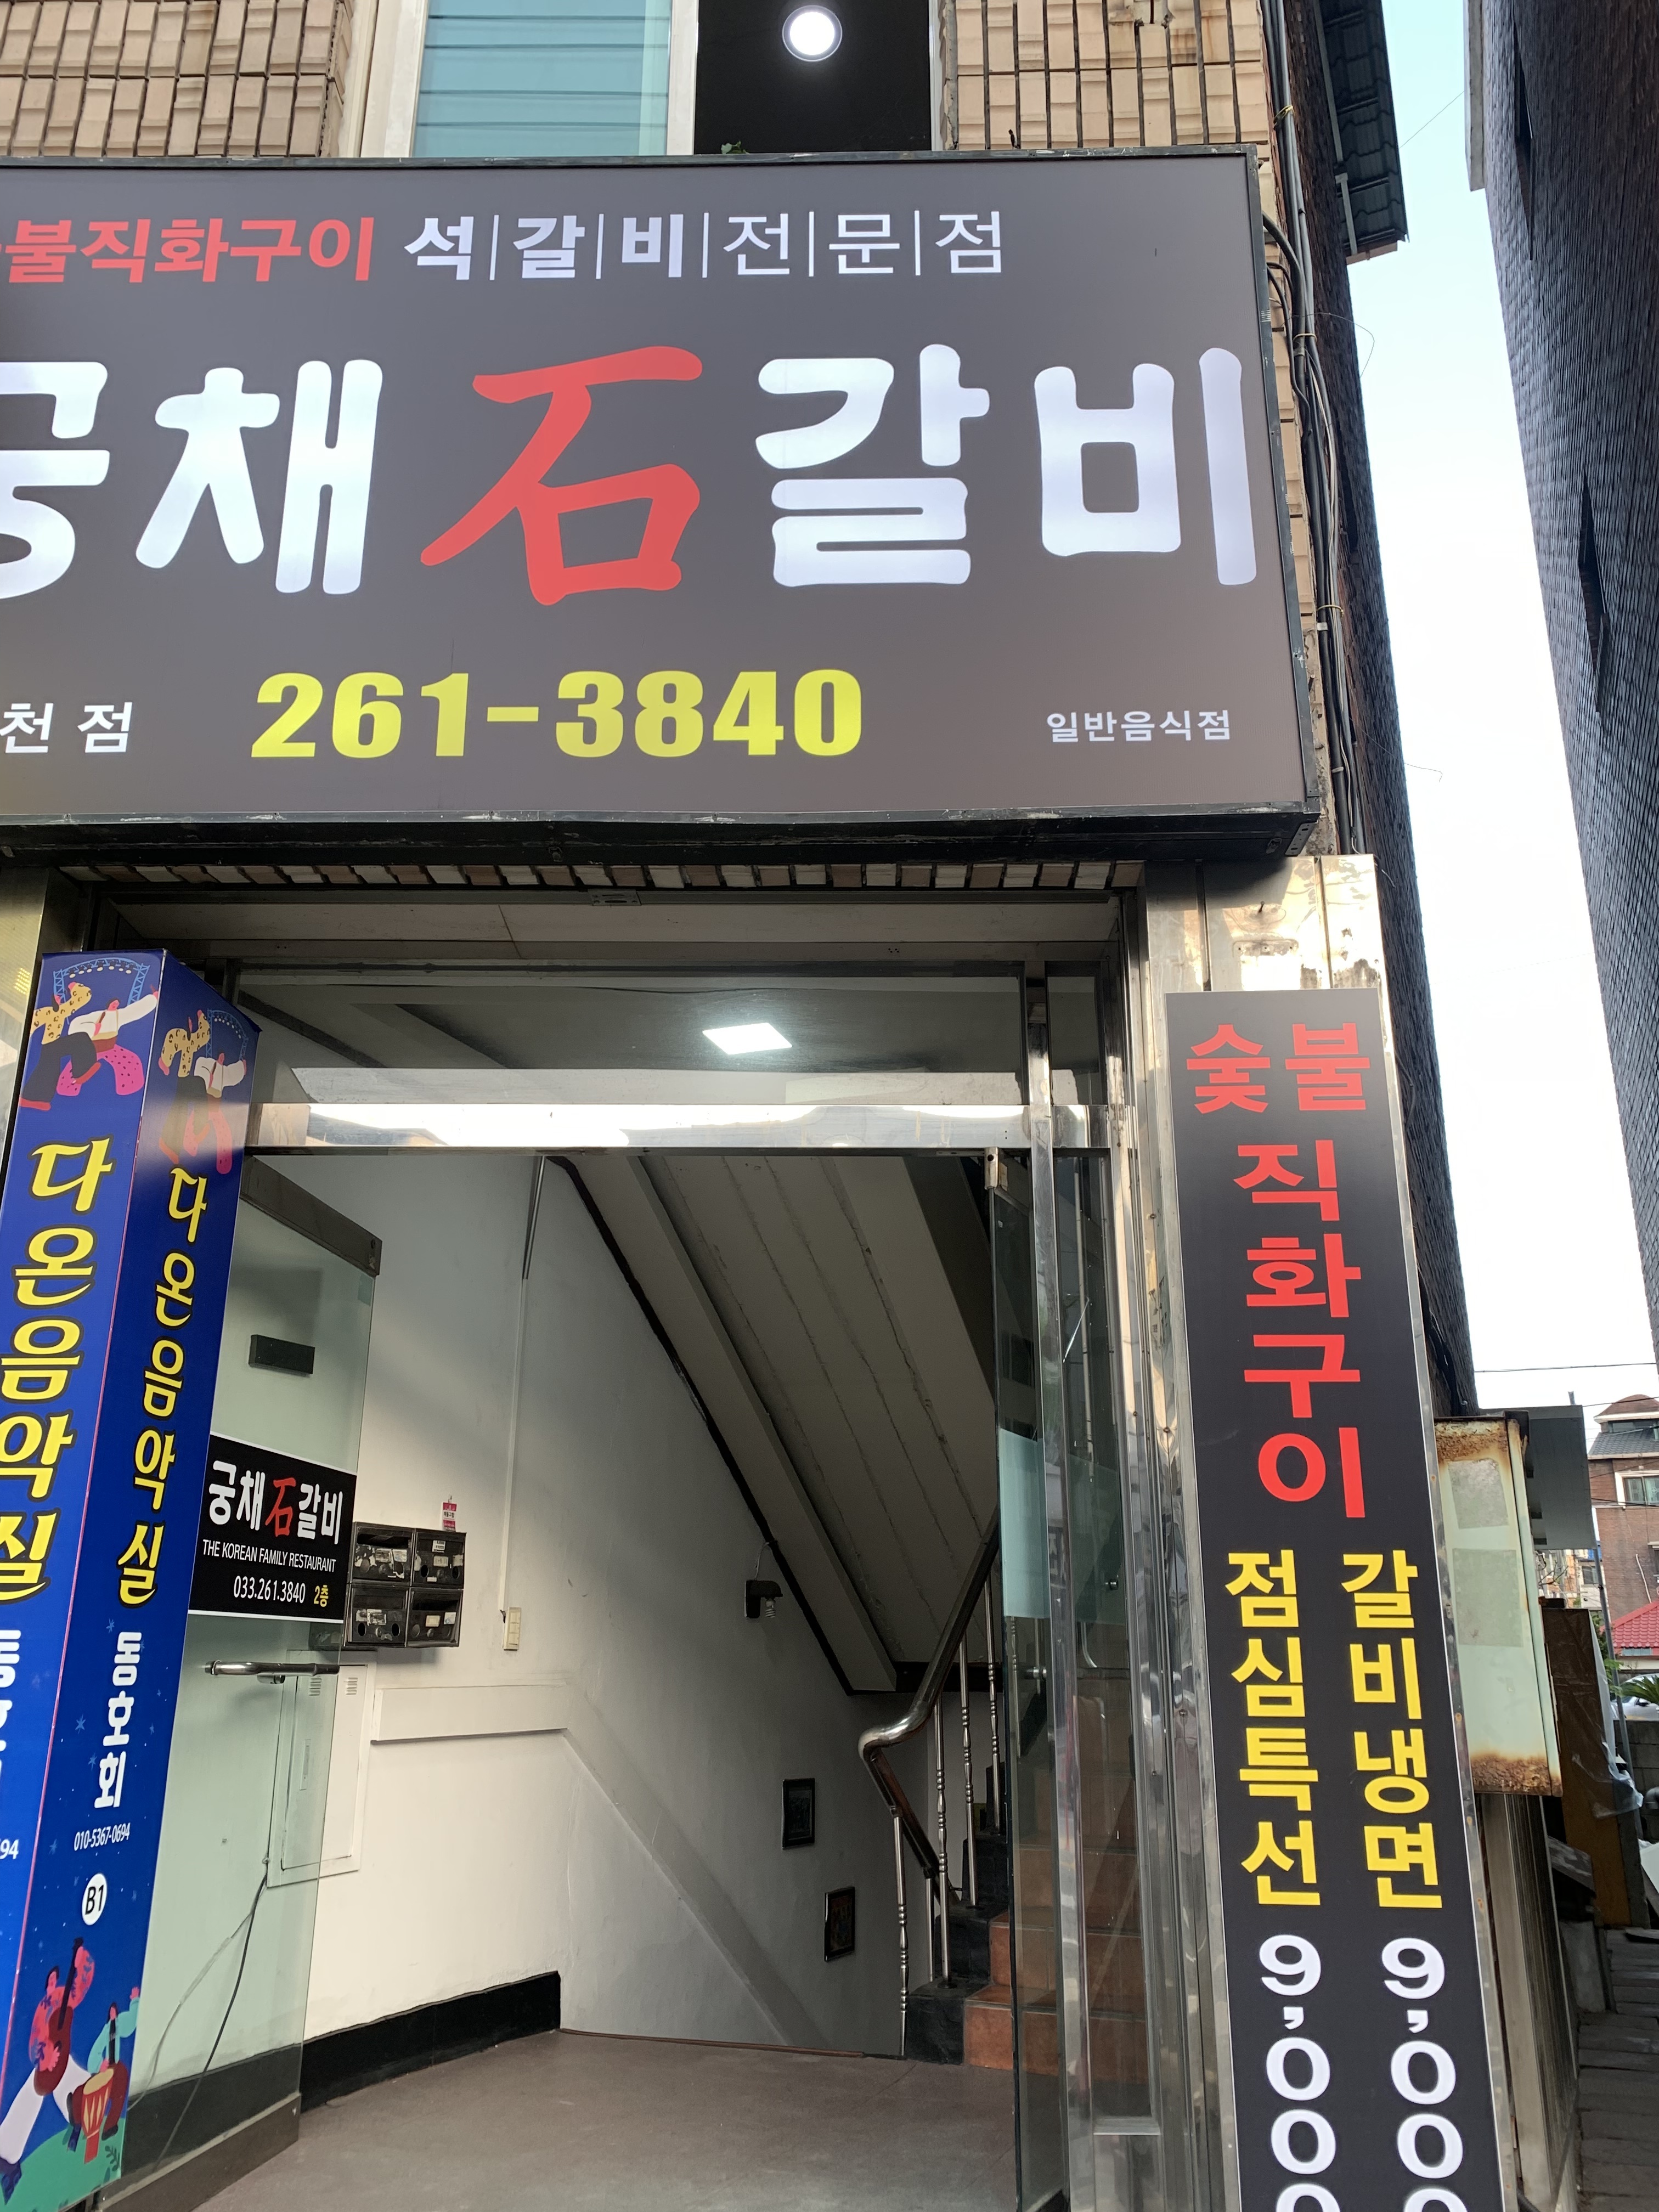 불직화구이 석|갈|비|전|문|점
궁채石갈비
천점 261-3840 일반음식점
숯불
직화구이
갈비냉면 9,000
점심특선 9,000
다온음악실
다온음악실 동호회
010-5367-0694
B1
94
궁채石갈비
THE KOREAN FAMILY RESTAURANT
033.261.3840 2층